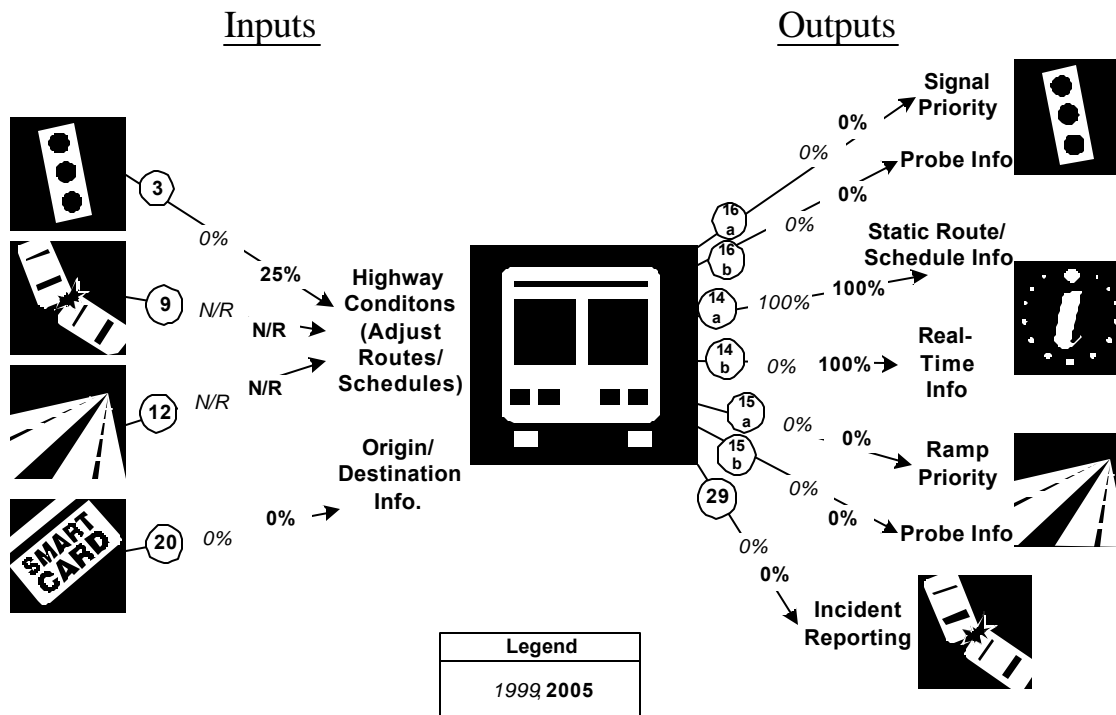 Inputs
Outputs
3
0%
25%
9
N/R
N/R
12
N/R
N/R
SMART
CARD
20
0%
0%
Highway
Conditons
(Adjust
Routes/
Schedules)
Origin/
Destination
Info.
16
a
0%
0%
Signal
Priority
16
b
0%
0%
Probe Info
14
a
100%
100%
Static Route/
Schedule Info
14
b
0%
100%
Real-
Time
Info
15
a
0%
0%
Ramp
Priority
15
b
0%
0%
Probe Info
29
0%
0%
Incident
Reporting
Legend
1999, 2005